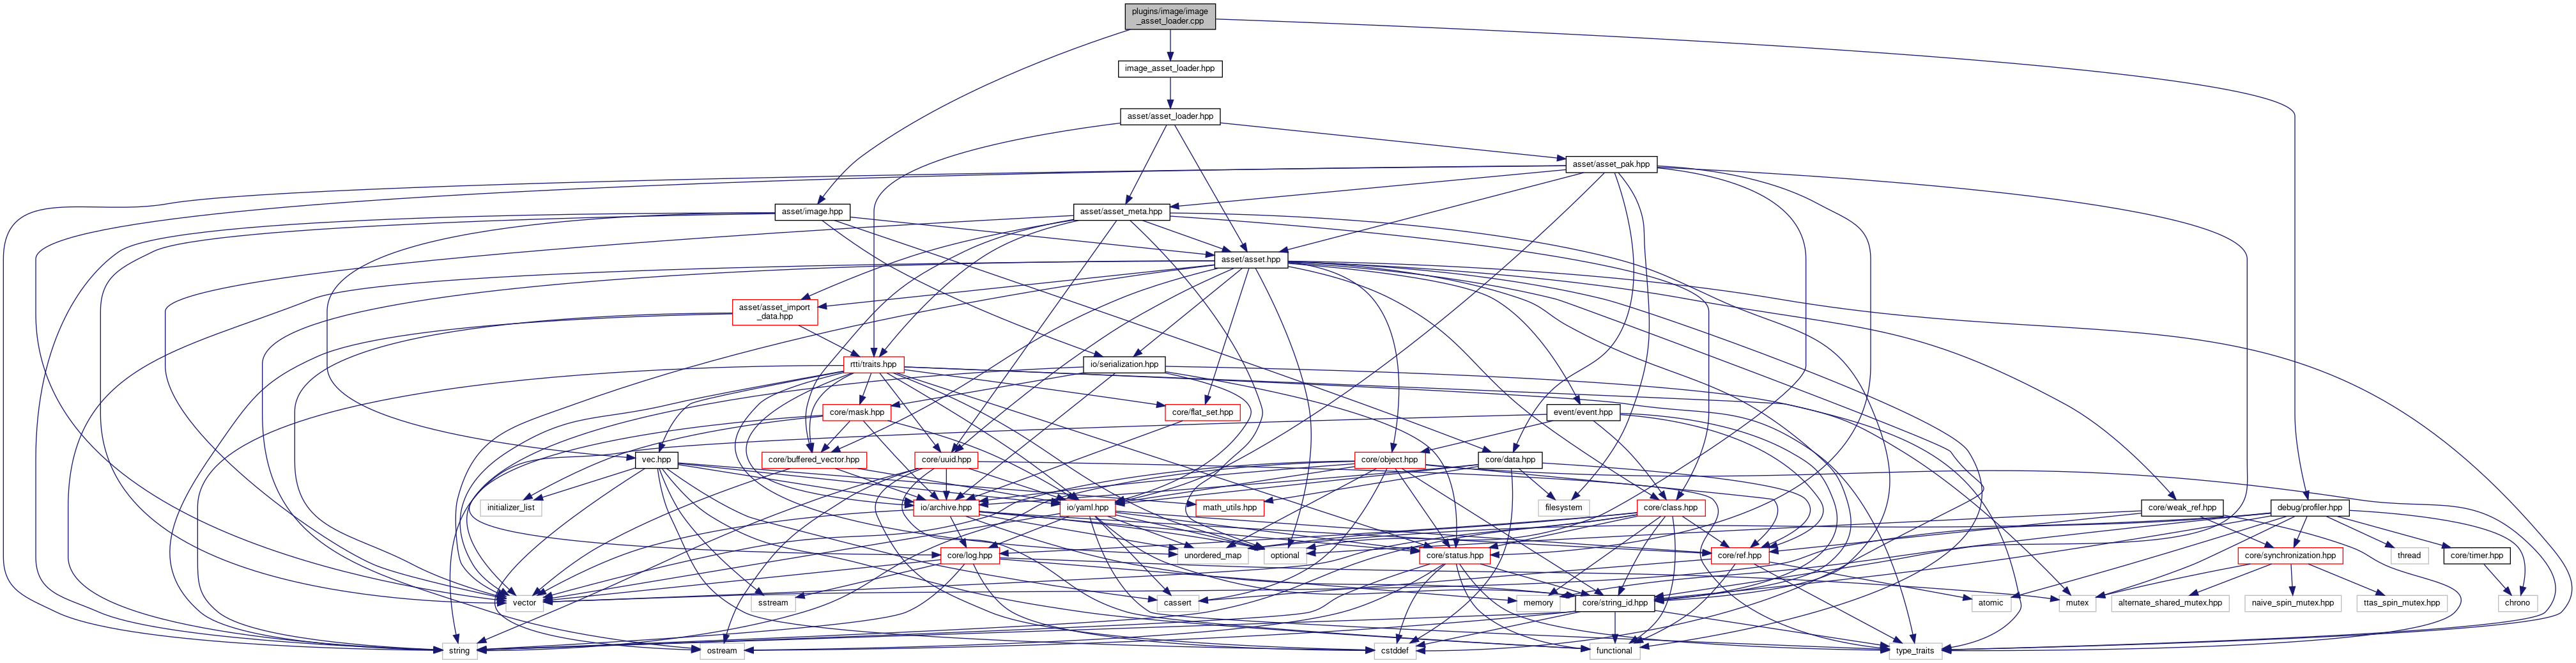 plugins/image/image
_asset_loader.cpp
image_asset_loader.hpp
asset/asset_loader.hpp
asset/asset_pak.hpp
asset/image.hpp
asset/asset_meta.hpp
asset/asset.hpp
asset/asset_import
_data.hpp
rtti/traits.hpp
io/serialization.hpp
core/mask.hpp
core/flat_set.hpp
event/event.hpp
vec.hpp
core/buffered_vector.hpp
core/uuid.hpp
core/object.hpp
core/data.hpp
initializer_list
io/archive.hpp
io/yaml.hpp
math_utils.hpp
filesystem
core/class.hpp
core/weak_ref.hpp
debug/profiler.hpp
core/log.hpp
unordered_map
optional
core/status.hpp
core/ref.hpp
core/synchronization.hpp
thread
core/timer.hpp
vector
sstream
cassert
memory
core/string_id.hpp
atomic
mutex
alternate_shared_mutex.hpp
naive_spin_mutex.hpp
ttas_spin_mutex.hpp
chrono
string
ostream
cstddef
functional
type_traits